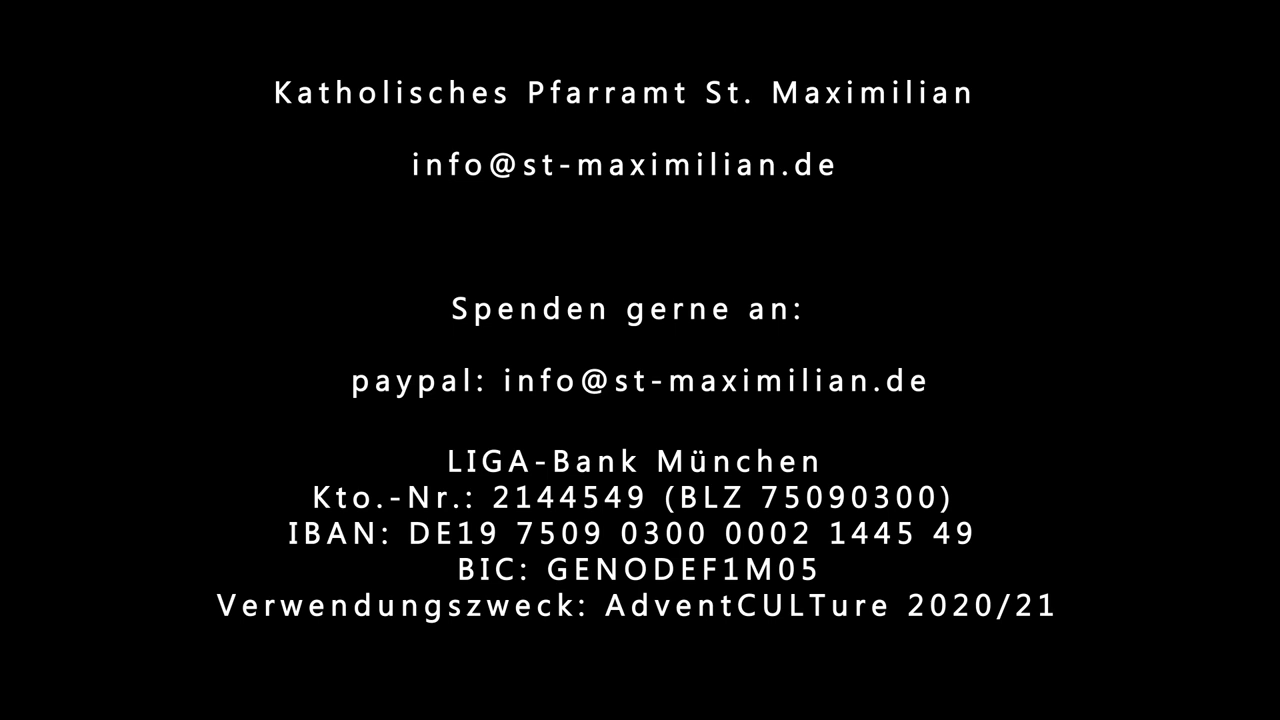 Katholisches Pfarramt St. Maximilian
info@st-maximilian.de
Spenden gerne an:
paypal: info@st-maximilian.de
LIGA-Bank München
Kto.-Nr.: 2144549 (BLZ 75090300)
IBAN: DE19 7509 0300 0002 1445 49
BIC: GENODEF1M05
Verwendungszweck: AdventCULTure 2020/21